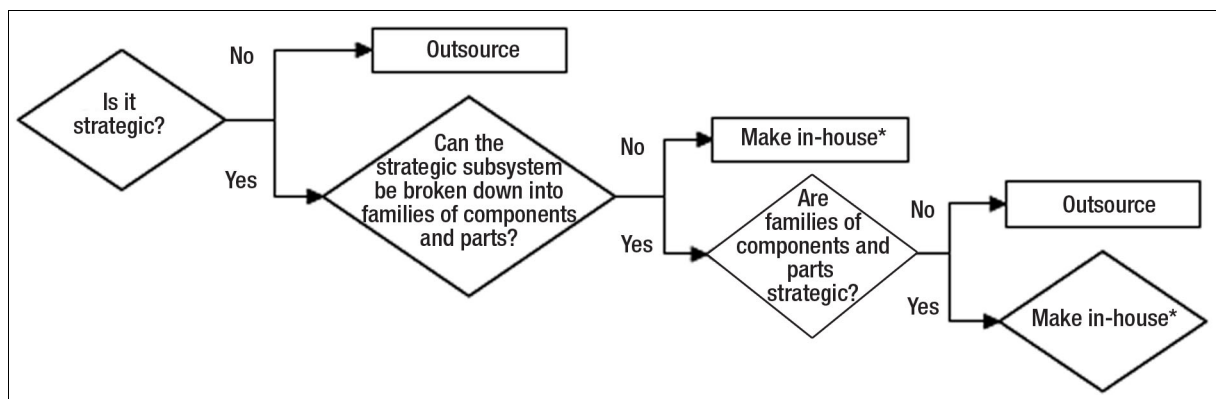 Is it
strategic?
No
Outsource
Yes
Can the
strategic subsystem
be broken down into
families of components
and parts?
No
Make in-house*
Yes
Are
families of
components and
parts
strategic?
No
Outsource
Yes
Make in-house*